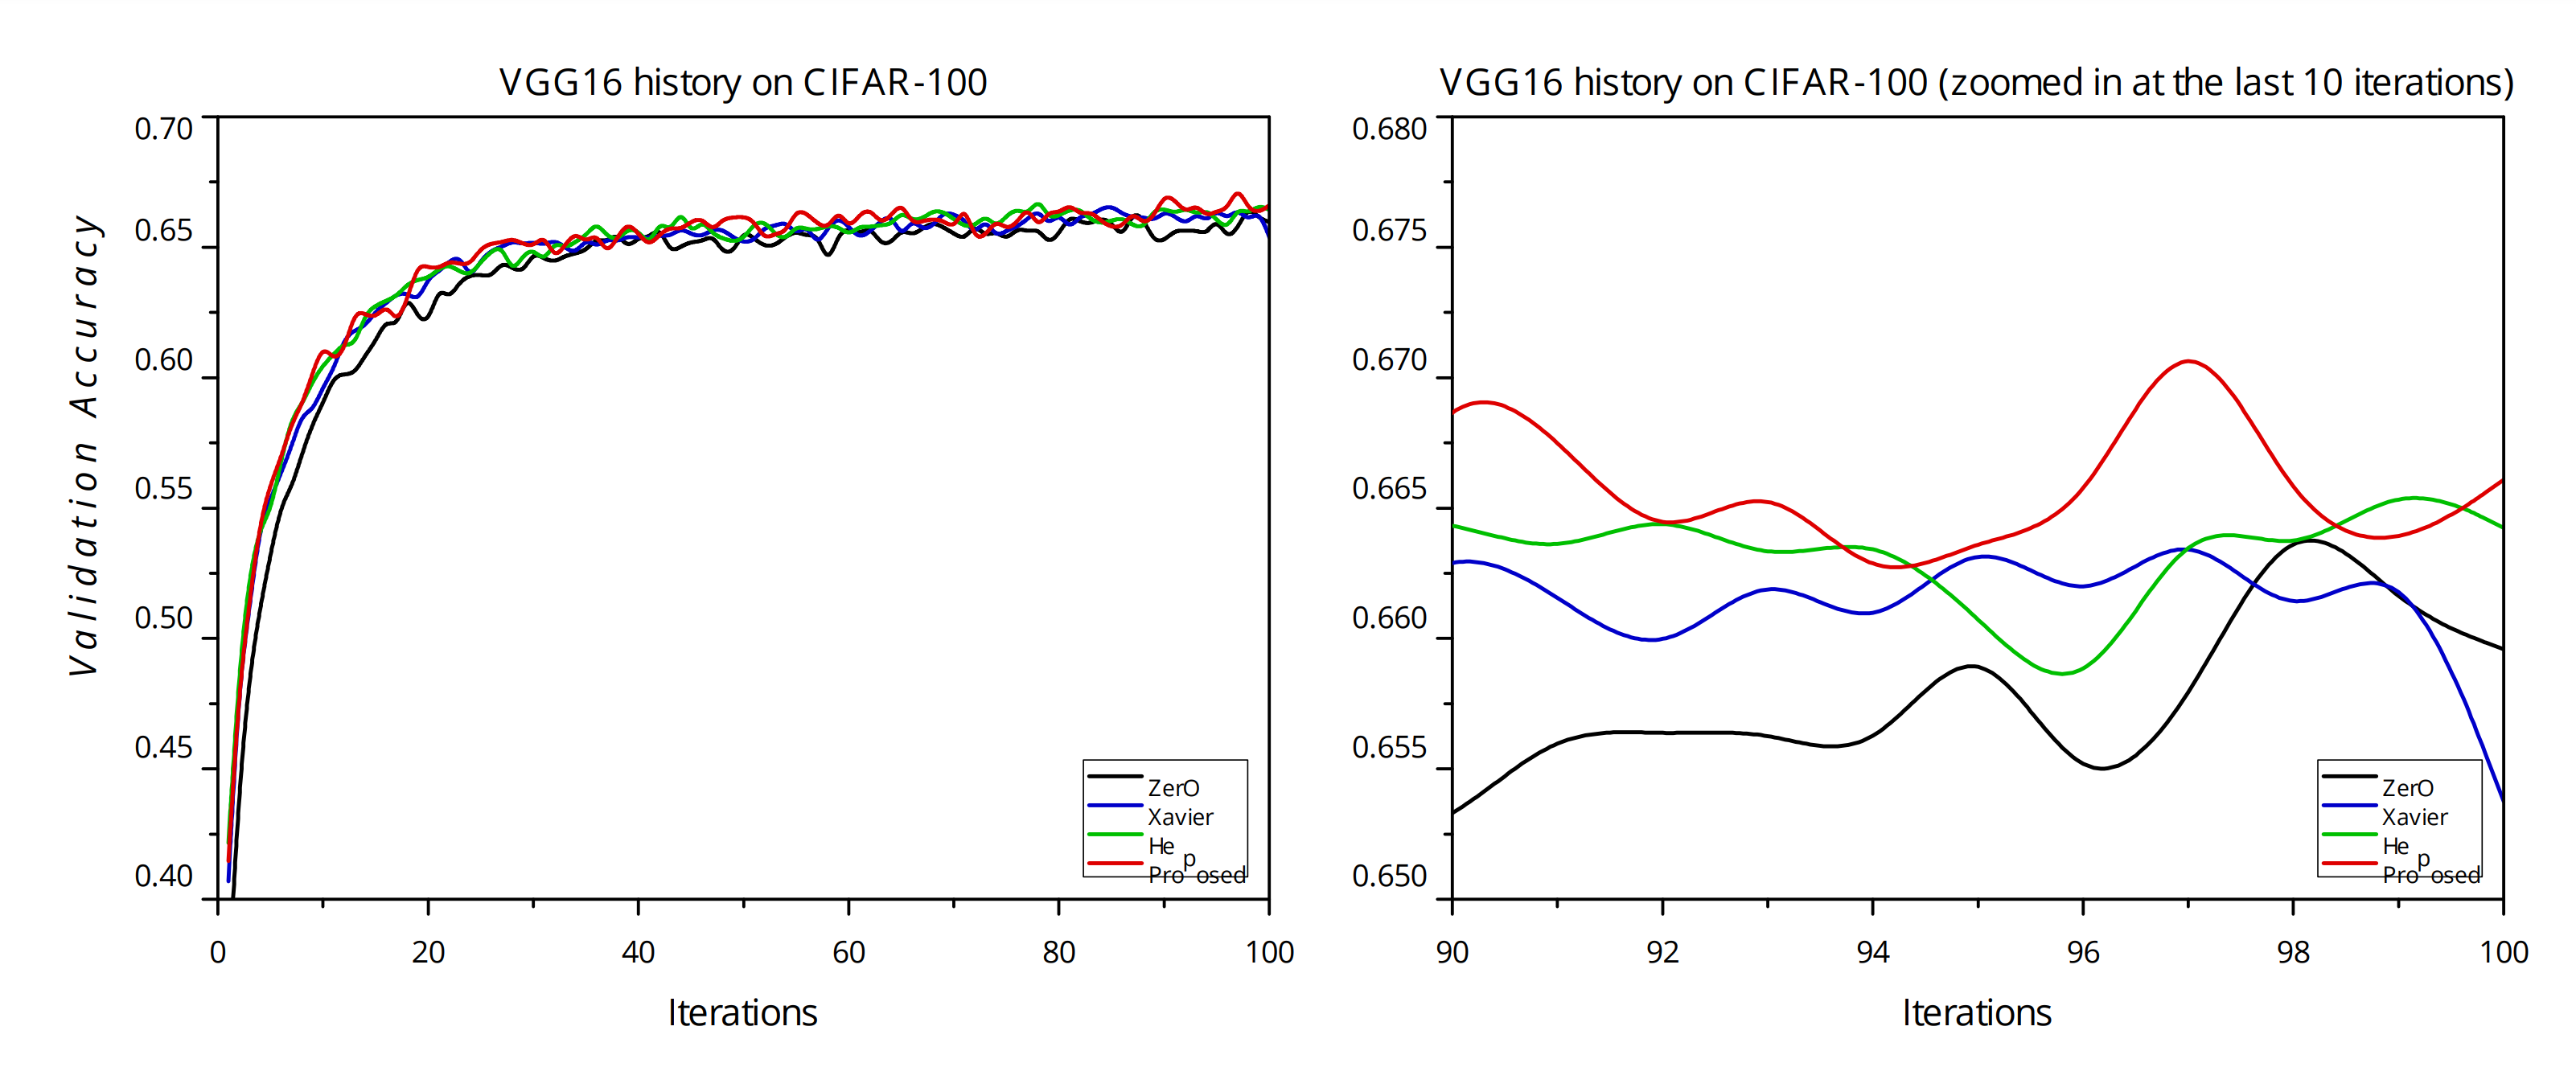 VGG16 history on CIFAR-100
Validation Accuracy
0.70
0.65
0.60
0.55
0.50
0.45
0.40
0
20
40
60
80
100
Iterations
ZerO
Xavier
He
Proposed
VGG16 history on CIFAR-100 (zoomed in at the last 10 iterations)
0.680
0.675
0.670
0.665
0.660
0.655
0.650
90
92
94
96
98
100
Iterations
ZerO
Xavier
He
Proposed